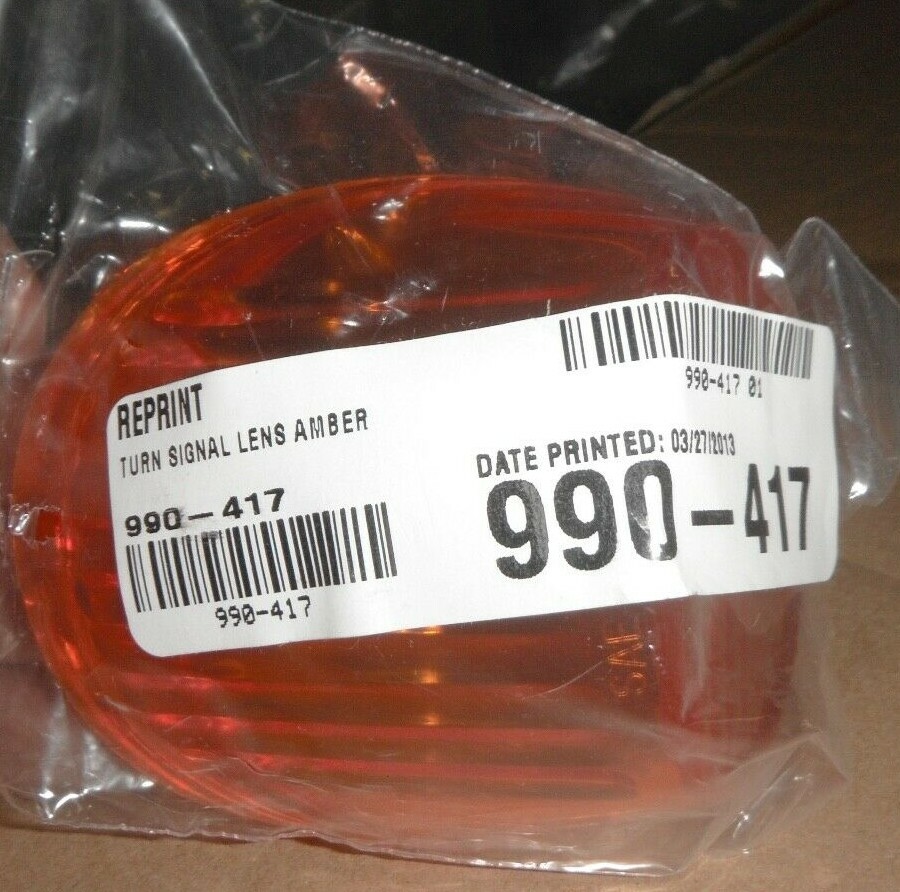 REPRINT
TURN SIGNAL LENS AMBER
990-417
990-417
990-417 01
DATE PRINTED: 03/27/2013
990-417